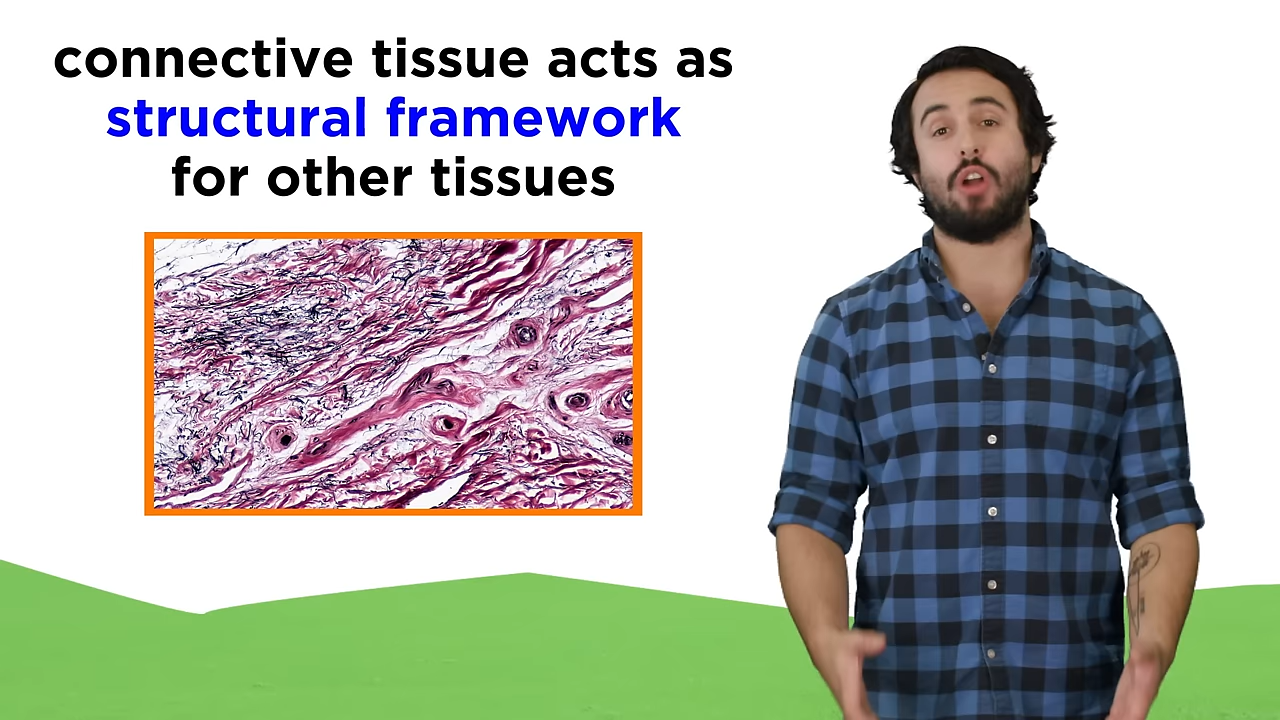 connective tissue acts as
structural framework
for other tissues